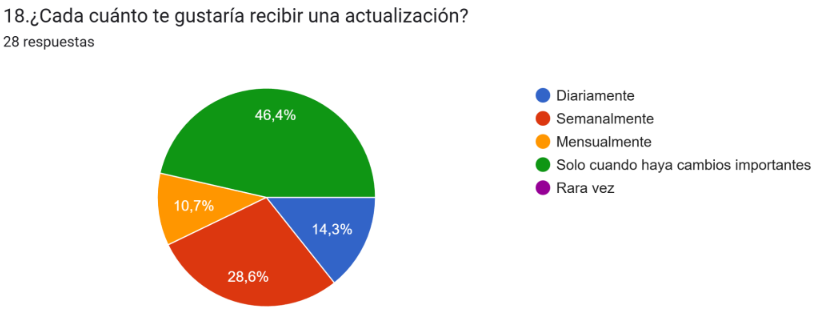 18.¿Cada cuánto te gustaría recibir una actualización?
28 respuestas
46,4%
10,7%
14,3%
28,6%
Diariamente
Semanalmente
Mensualmente
Solo cuando haya cambios importantes
Rara vez